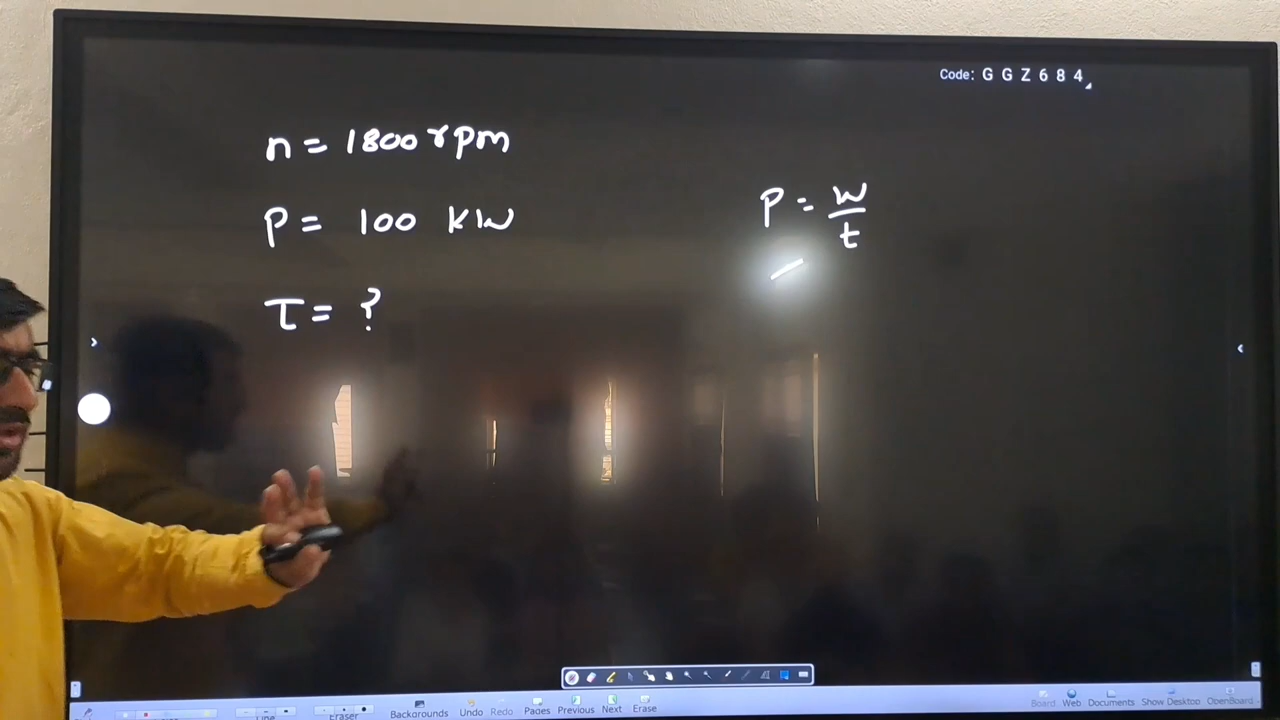 Code: G G Z 6 8 4
n = 1800 rpm
P = 100 KW
P = W/t
τ = ?
Backgrounds Undo Redo Pages Previous Next Erase Board Web Documents Show Desktop OpenBoard